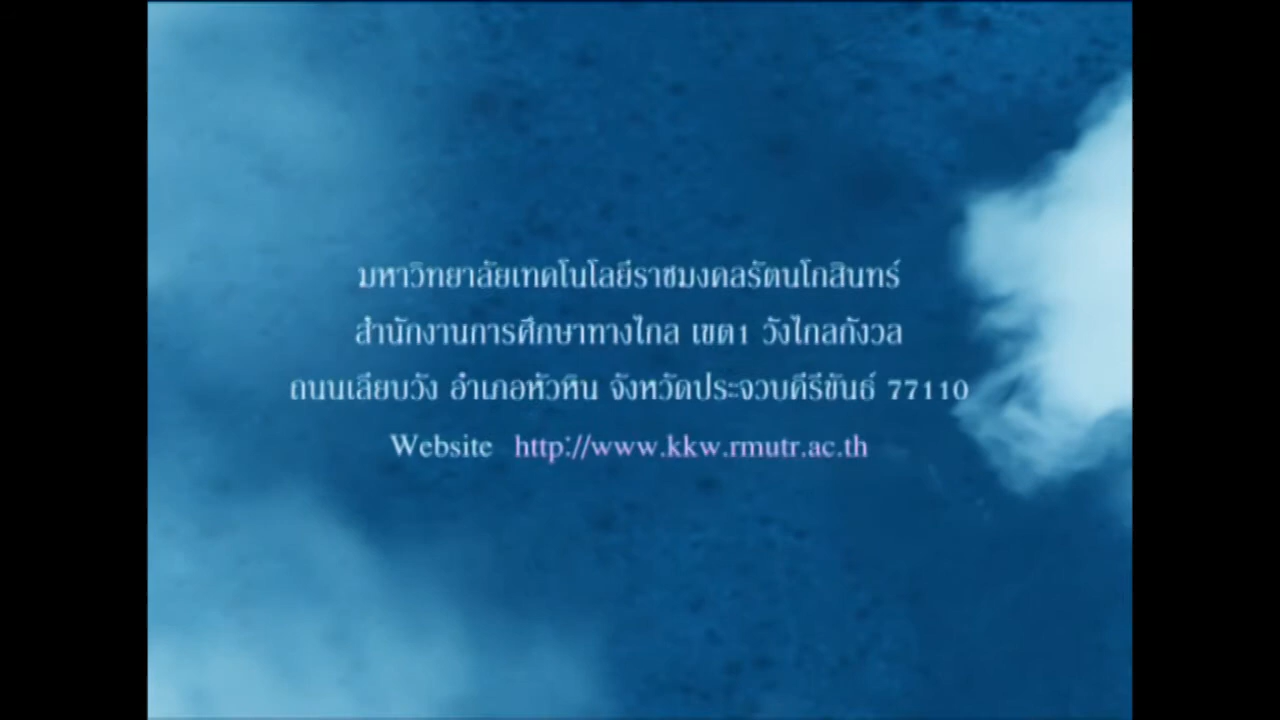 มหาวิทยาลัยเทคโนโลยีราชมงคลรัตนโกสินทร์
สำนักงานการศึกษาทางไกล เขต1 วังไกลกังวล
ถนนเลียบวัง อำเภอหัวหิน จังหวัดประจวบคีรีขันธ์ 77110
Website http://www.kkw.rmutr.ac.th